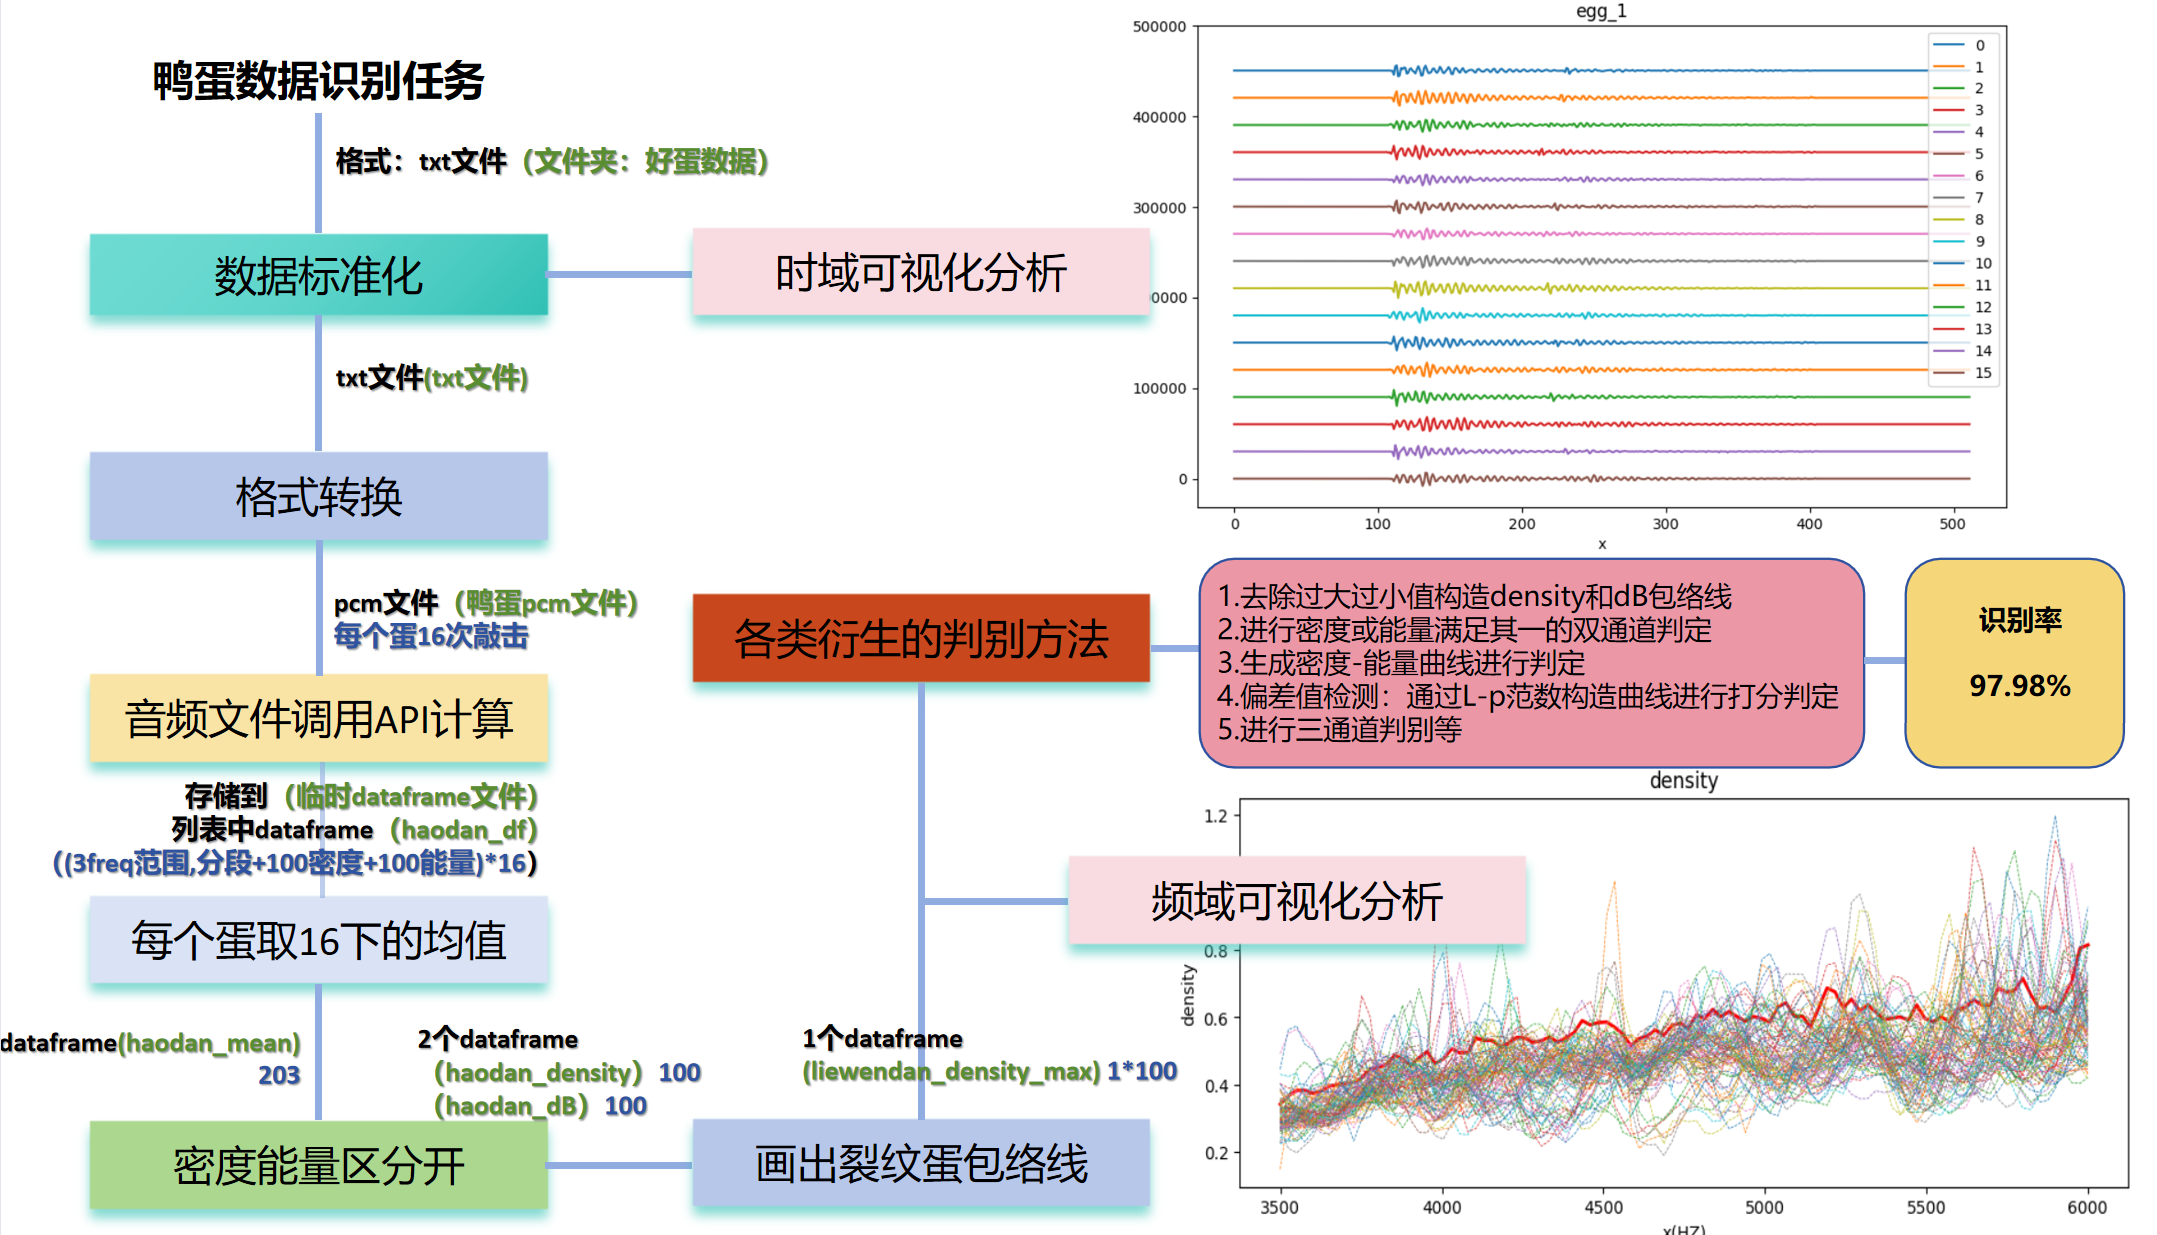 鸭蛋数据识别任务
格式：txt文件（文件夹：好蛋数据）
数据标准化
时域可视化分析
txt文件(txt文件)
格式转换
pcm文件（鸭蛋pcm文件）
每个蛋16次敲击
音频文件调用API计算
存储到（临时dataframe文件）
列表中dataframe（haodan_df）
((3freq范围,分段+100密度+100能量)*16）
每个蛋取16下的均值
dataframe(haodan_mean)
203
2个dataframe
（haodan_density）100
（haodan_dB）100
密度能量区分开
1个dataframe
(liewendan_density_max) 1*100
画出裂纹蛋包络线
频域可视化分析
各类衍生的判别方法
1.去除过大过小值构造density和dB包络线
2.进行密度或能量满足其一的双通道判定
3.生成密度-能量曲线进行判定
4.偏差值检测：通过L-p范数构造曲线进行打分判定
5.进行三通道判别等
识别率
97.98%
egg_1
500000
400000
300000
0000
100000
0
0
100
200
300
400
500
x
0
1
2
3
4
5
6
7
8
9
10
11
12
13
14
15
density
1.2
0.8
0.6
0.4
0.2
density
3500
4000
4500
5000
5500
6000
x(HZ)